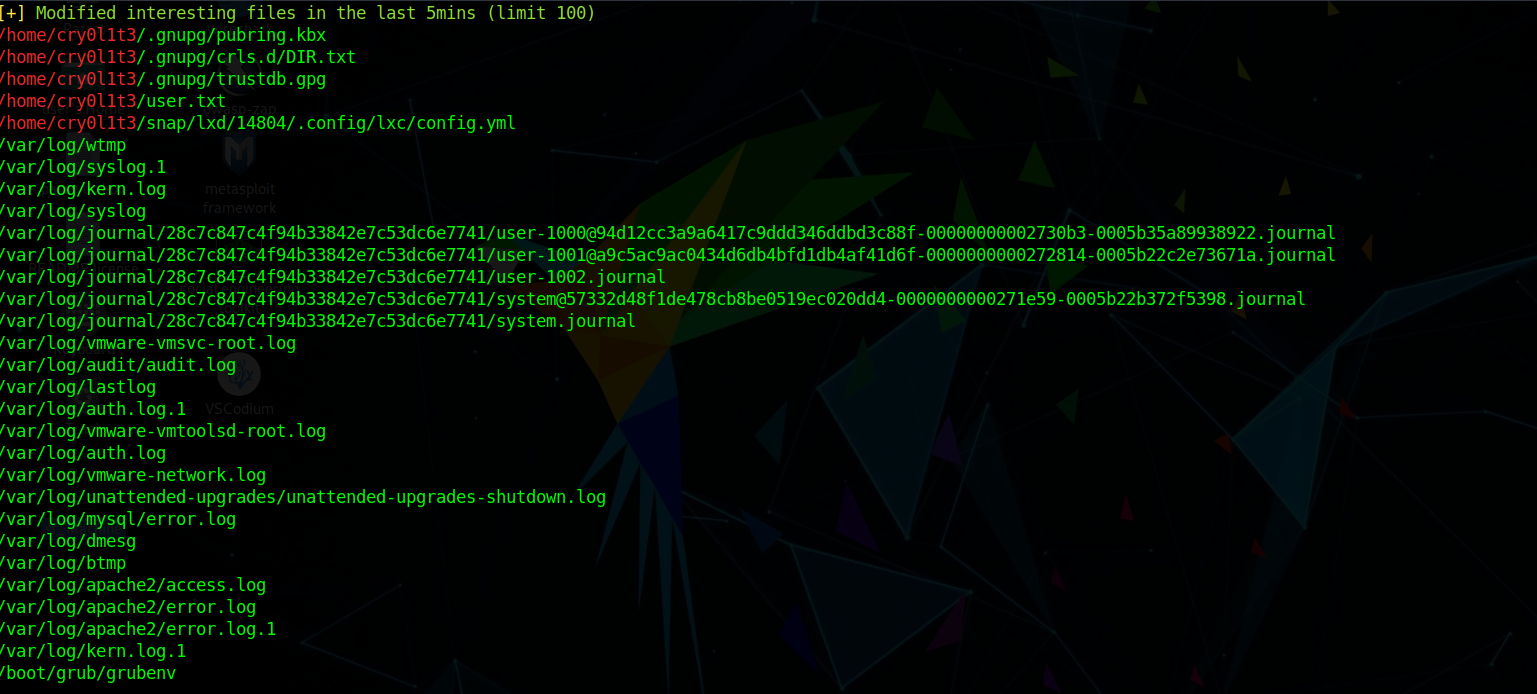 [+] Modified interesting files in the last 5mins (limit 100)
/home/cry0l1t3/.gnupg/pubring.kbx
/home/cry0l1t3/.gnupg/crls.d/DIR.txt
/home/cry0l1t3/.gnupg/trustdb.gpg
/home/cry0l1t3/user.txt
/home/cry0l1t3/snap/lxd/14804/.config/lxc/config.yml
/var/log/wtmp
/var/log/syslog.1
/var/log/kern.log
metasploit
framework
/var/log/syslog
/var/log/journal/28c7c847c4f94b33842e7c53dc6e7741/user-1000@94d12cc3a9a6417c9ddd346ddbd3c88f-00000000002730b3-0005b35a89938922.journal
/var/log/journal/28c7c847c4f94b33842e7c53dc6e7741/user-1001@a9c5ac9ac0434d6db4bfd1db4af41d6f-0000000000272814-0005b22c2e73671a.journal
/var/log/journal/28c7c847c4f94b33842e7c53dc6e7741/user-1002.journal
/var/log/journal/28c7c847c4f94b33842e7c53dc6e7741/system@57332d48f1de478cb8be0519ec020dd4-0000000000271e59-0005b22b372f5398.journal
/var/log/journal/28c7c847c4f94b33842e7c53dc6e7741/system.journal
/var/log/vmware-vmsvc-root.log
/var/log/audit/audit.log
/var/log/lastlog
/var/log/auth.log.1
VSCodium
/var/log/vmware-vmtoolsd-root.log
/var/log/auth.log
/var/log/vmware-network.log
/var/log/unattended-upgrades/unattended-upgrades-shutdown.log
/var/log/mysql/error.log
/var/log/dmesg
/var/log/btmp
/var/log/apache2/access.log
/var/log/apache2/error.log
/var/log/apache2/error.log.1
/var/log/kern.log.1
/boot/grub/grubenv